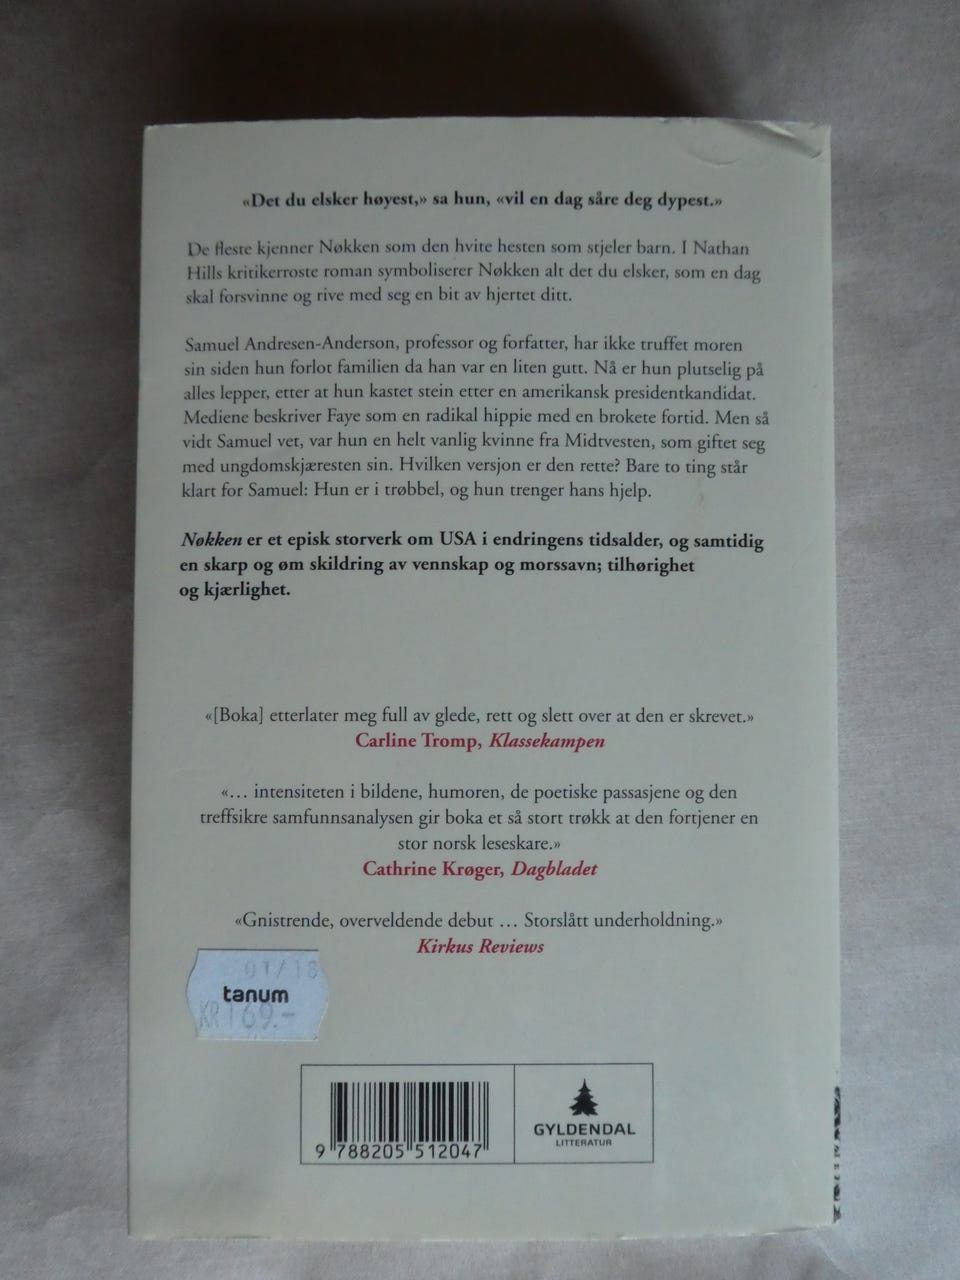 «Det du elsker høyest,» sa hun, «vil en dag såre deg dypest.»
De fleste kjenner Nøkken som den hvite hesten som stjeler barn. I Nathan
Hills kritikerroste roman symboliserer Nøkken alt det du elsker, som en dag
skal forsvinne og rive med seg en bit av hjertet ditt.
Samuel Andresen-Anderson, professor og forfatter, har ikke truffet moren
sin siden hun forlot familien da han var en liten gutt. Nå er hun plutselig på
alles lepper, etter at hun kastet stein etter en amerikansk presidentkandidat.
Mediene beskriver Faye som en radikal hippie med en brokete fortid. Men så
vidt Samuel vet, var hun en helt vanlig kvinne fra Midtvesten, som giftet seg
med ungdomskjæresten sin. Hvilken versjon er den rette? Bare to ting står
klart for Samuel: Hun er i trøbbel, og hun trenger hans hjelp.
Nøkken er et episk storverk om USA i endringens tidsalder, og samtidig
en skarp og øm skildring av vennskap og morssavn; tilhørighet
og kjærlighet.
«[Boka] etterlater meg full av glede, rett og slett over at den er skrevet.»
Carline Tromp, Klassekampen
«… intensiteten i bildene, humoren, de poetiske passasjene og den
treffsikre samfunnsanalysen gir boka et så stort trøkk at den fortjener en
stor norsk leseskare.»
Cathrine Krøger, Dagbladet
«Gnistrende, overveldende debut … Storslått underholdning.»
Kirkus Reviews
01/18
tanum
KR 169.-
9 788205 512047
GYLDENDAL
LITTERATUR